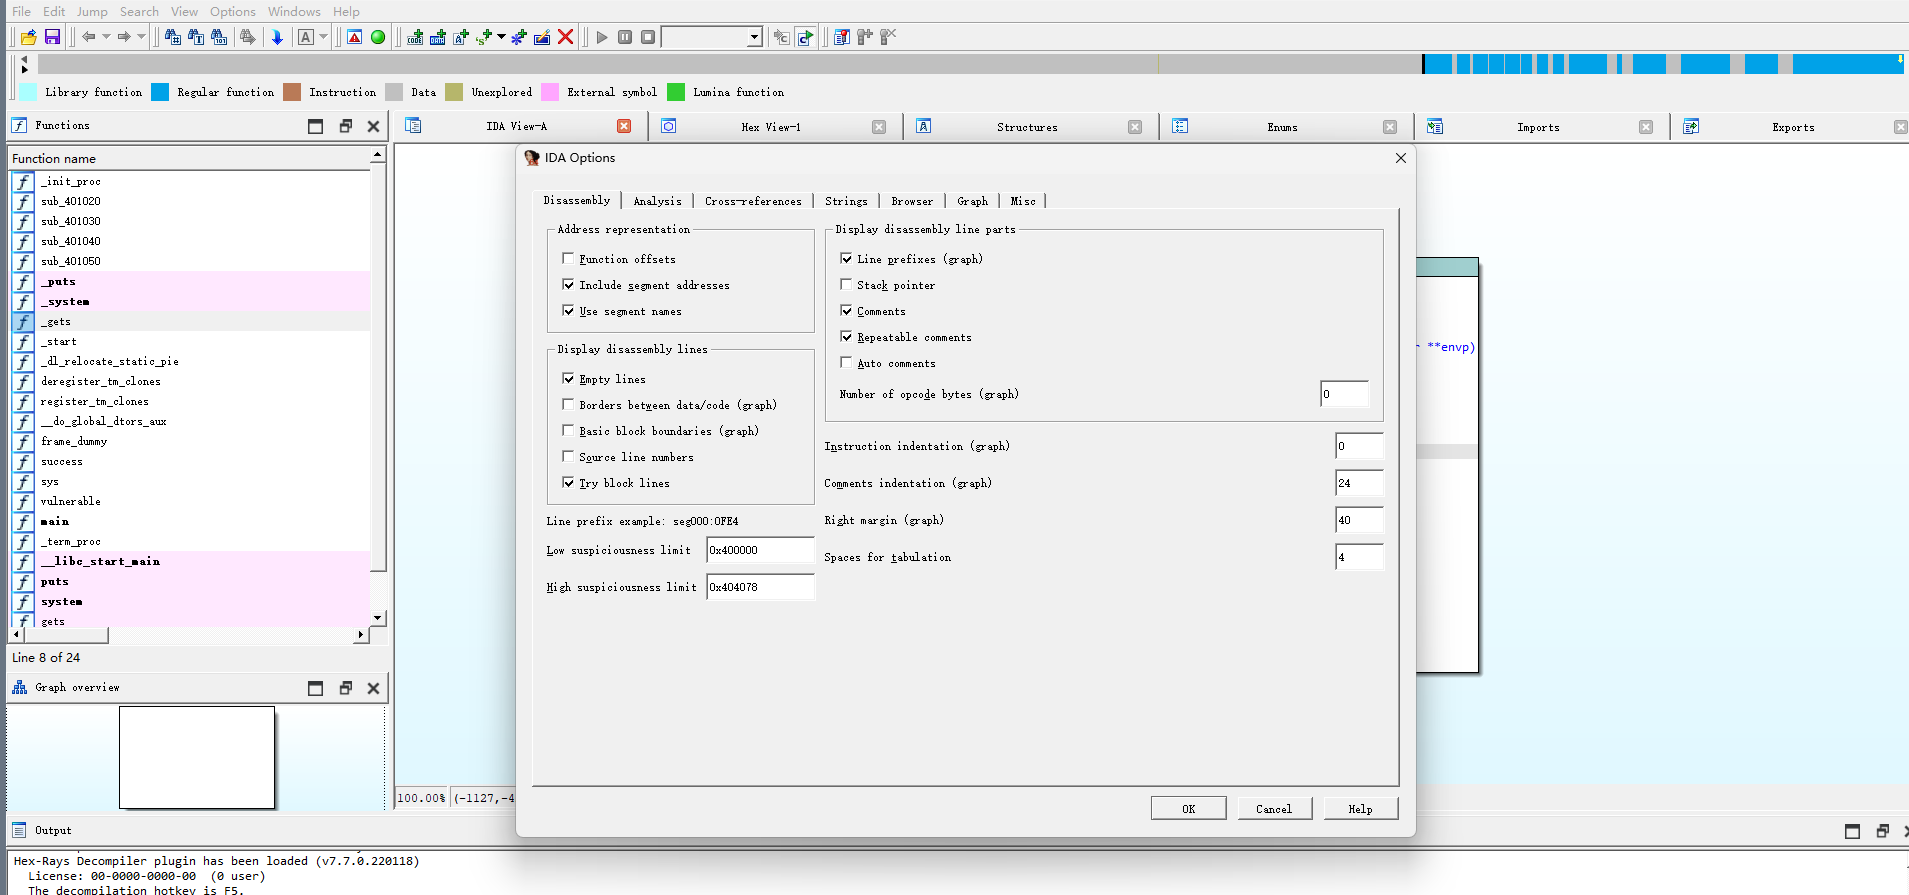 File Edit Jump Search View Options Windows Help
Library function Regular function Instruction Data Unexplored External symbol Lumina function
Functions
IDA View-A Hex View-1 Structures Enums Imports Exports
Function name
_init_proc
sub_401020
sub_401030
sub_401040
sub_401050
_puts
_system
_gets
_start
_dl_relocate_static_pie
deregister_tm_clones
register_tm_clones
__do_global_dtors_aux
frame_dummy
success
sys
vulnerable
main
_term_proc
__libc_start_main
puts
system
gets
Line 8 of 24
Graph overview
IDA Options
Disassembly Analysis Cross-references Strings Browser Graph Misc
Address representation
Function offsets
Include segment addresses
Use segment names
Display disassembly lines
Empty lines
Borders between data/code (graph)
Basic block boundaries (graph)
Source line numbers
Try block lines
Line prefix example: seg000:0FE4
Low suspiciousness limit 0x400000
High suspiciousness limit 0x404078
Display disassembly line parts
Line prefixes (graph)
Stack pointer
Comments
Repeatable comments
Auto comments
Number of opcode bytes (graph) 0
Instruction indentation (graph) 0
Comments indentation (graph) 24
Right margin (graph) 40
Spaces for tabulation 4
OK Cancel Help
**envp)
100.00% (-1127,-4
Output
Hex-Rays Decompiler plugin has been loaded (v7.7.0.220118)
License: 00-0000-0000-00 (0 user)
The decompilation hotkey is F5.